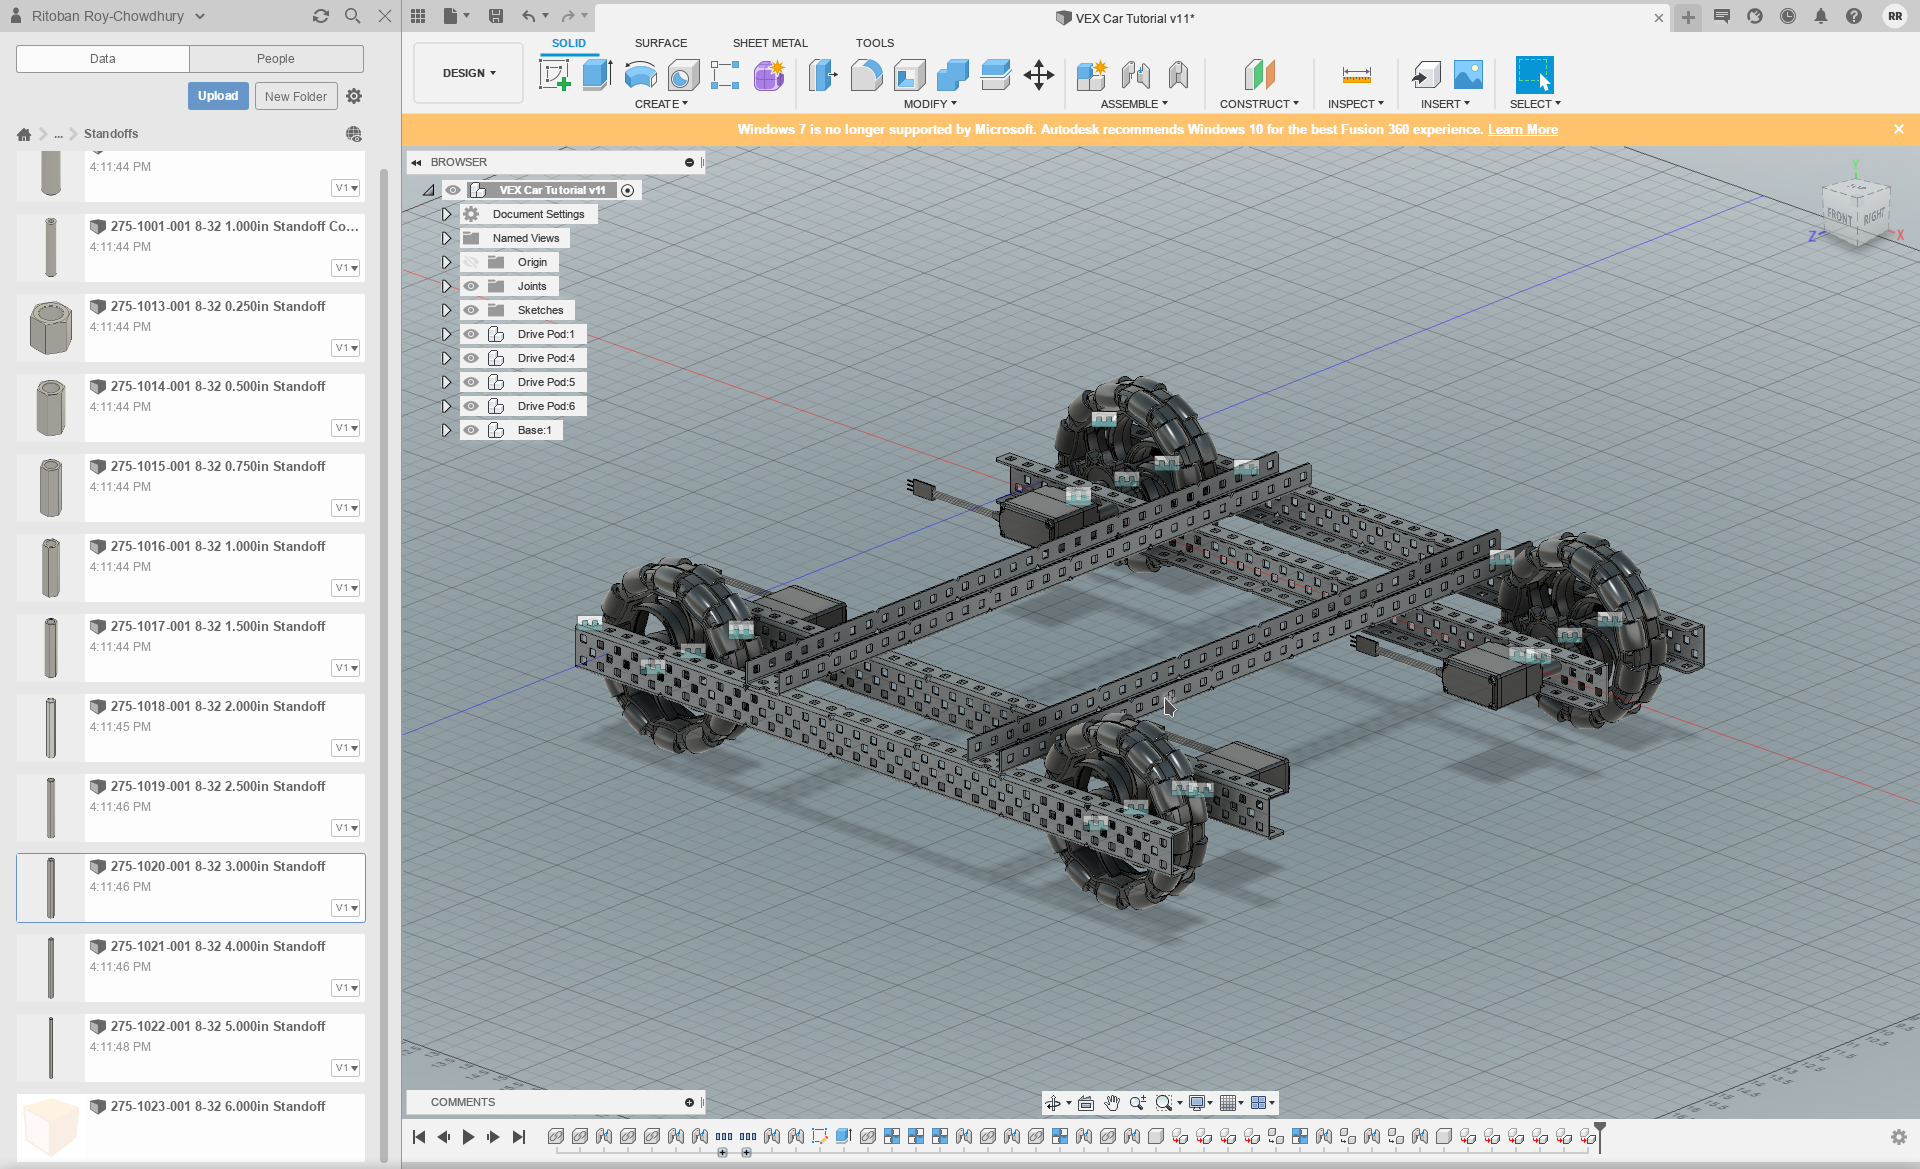 Ritoban Roy-Chowdhury
VEX Car Tutorial v11*
RR
Data
People
Upload
New Folder
... Standoffs
4:11:44 PM
V1
275-1001-001 8-32 1.000in Standoff Co...
4:11:44 PM
V1
275-1013-001 8-32 0.250in Standoff
4:11:44 PM
V1
275-1014-001 8-32 0.500in Standoff
4:11:44 PM
V1
275-1015-001 8-32 0.750in Standoff
4:11:44 PM
V1
275-1016-001 8-32 1.000in Standoff
4:11:44 PM
V1
275-1017-001 8-32 1.500in Standoff
4:11:44 PM
V1
275-1018-001 8-32 2.000in Standoff
4:11:45 PM
V1
275-1019-001 8-32 2.500in Standoff
4:11:46 PM
V1
275-1020-001 8-32 3.000in Standoff
4:11:46 PM
V1
275-1021-001 8-32 4.000in Standoff
4:11:46 PM
V1
275-1022-001 8-32 5.000in Standoff
4:11:48 PM
V1
275-1023-001 8-32 6.000in Standoff
DESIGN
SOLID
SURFACE
SHEET METAL
TOOLS
CREATE
MODIFY
ASSEMBLE
CONSTRUCT
INSPECT
INSERT
SELECT
Windows 7 is no longer supported by Microsoft. Autodesk recommends Windows 10 for the best Fusion 360 experience. Learn More
BROWSER
VEX Car Tutorial v11
Document Settings
Named Views
Origin
Joints
Sketches
Drive Pod:1
Drive Pod:4
Drive Pod:5
Drive Pod:6
Base:1
Y
TOP
FRONT
RIGHT
Z
X
COMMENTS